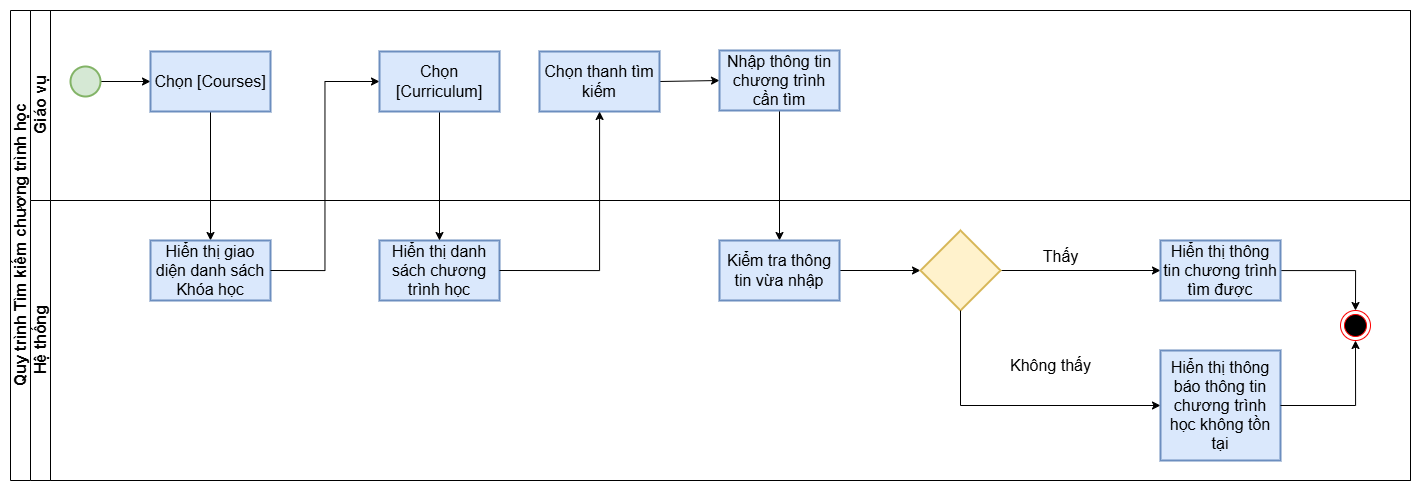 Quy trình Tìm kiếm chương trình học
Giáo vụ
Chọn [Courses]
Chọn
[Curriculum]
Chọn thanh tìm
kiếm
Nhập thông tin
chương trình
cần tìm
Hệ thống
Hiển thị giao
diện danh sách
Khóa học
Hiển thị danh
sách chương
trình học
Kiểm tra thông
tin vừa nhập
Thấy
Hiển thị thông
tin chương trình
tìm được
Không thấy
Hiển thị thông
báo thông tin
chương trình
học không tồn
tại